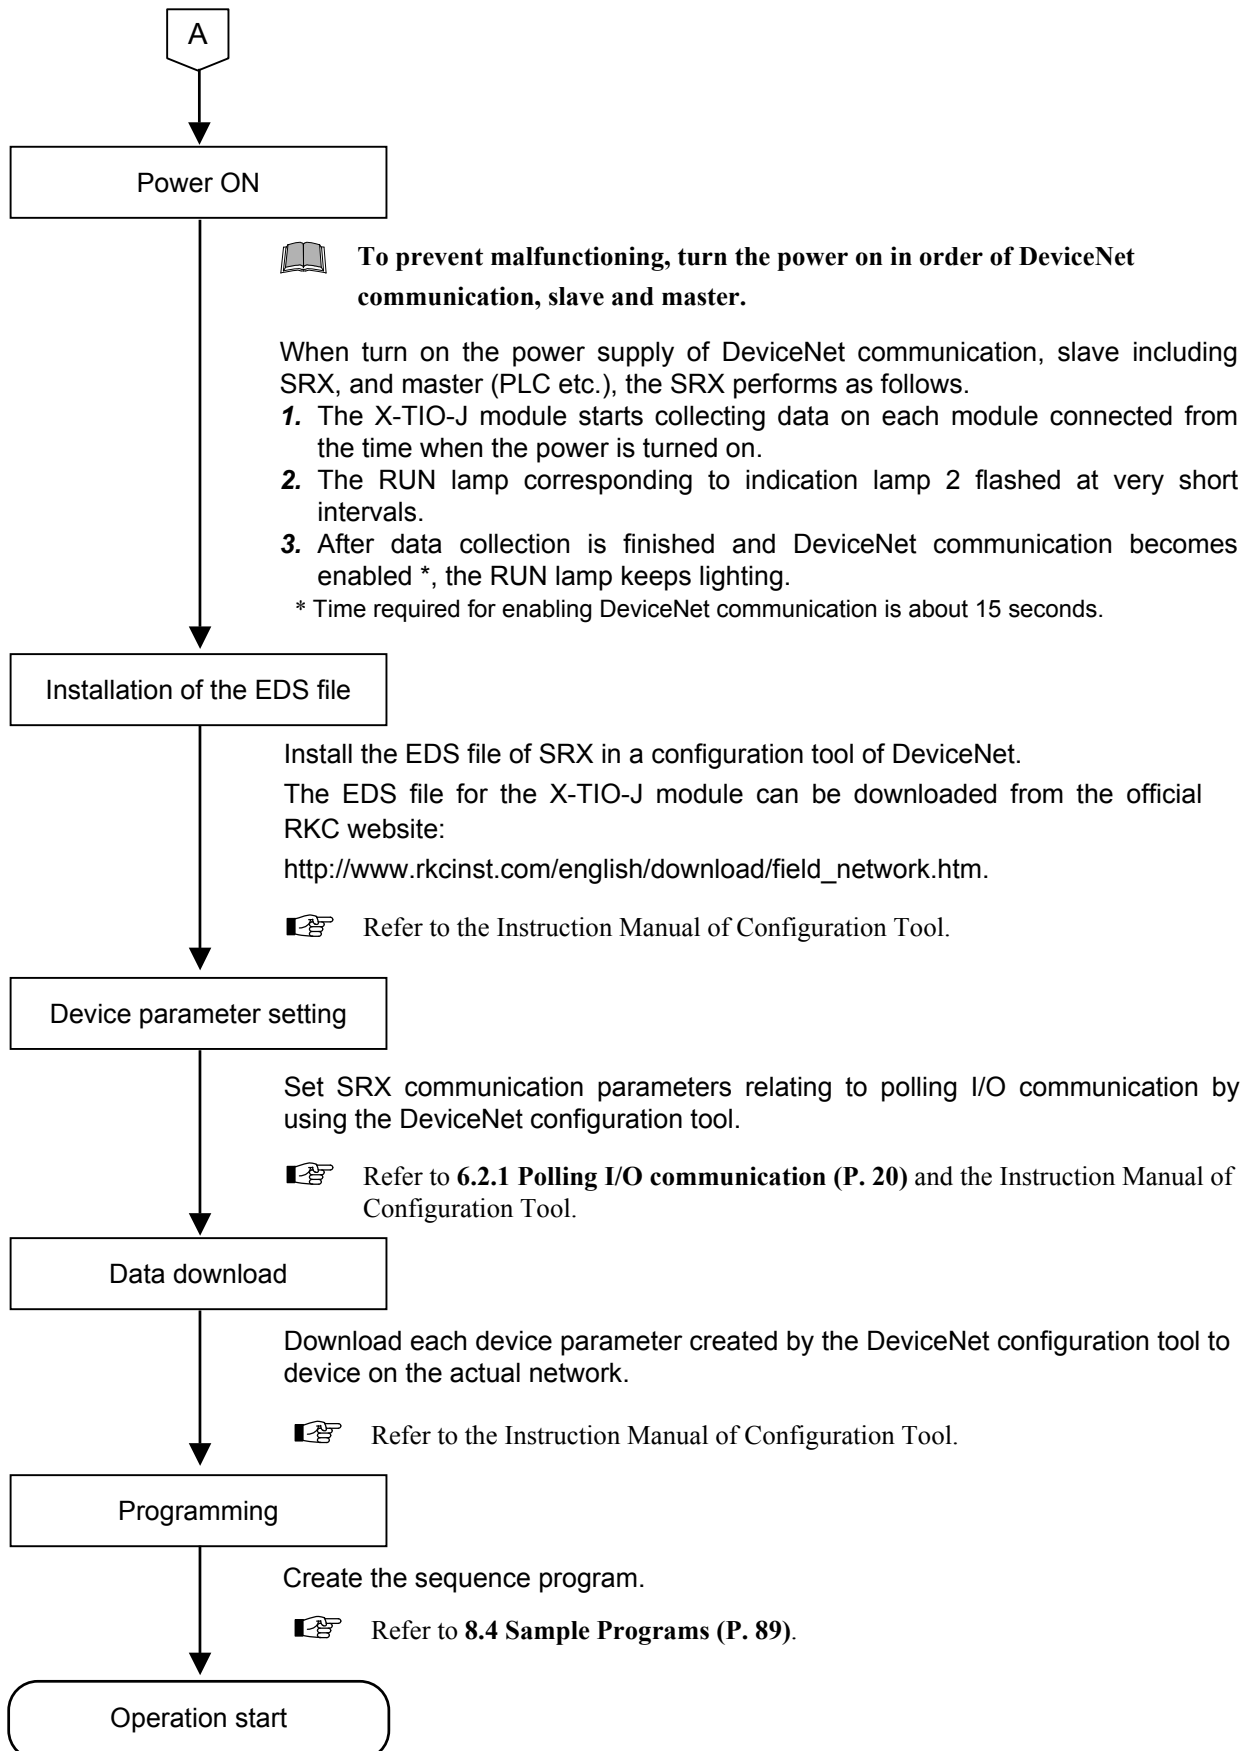 A
Power ON
To prevent malfunctioning, turn the power on in order of DeviceNet
communication, slave and master.
When turn on the power supply of DeviceNet communication, slave including
SRX, and master (PLC etc.), the SRX performs as follows.
1. The X-TIO-J module starts collecting data on each module connected from
the time when the power is turned on.
2. The RUN lamp corresponding to indication lamp 2 flashed at very short
intervals.
3. After data collection is finished and DeviceNet communication becomes
enabled *, the RUN lamp keeps lighting.
* Time required for enabling DeviceNet communication is about 15 seconds.
Installation of the EDS file
Install the EDS file of SRX in a configuration tool of DeviceNet.
The EDS file for the X-TIO-J module can be downloaded from the official
RKC website:
http://www.rkcinst.com/english/download/field_network.htm.
Refer to the Instruction Manual of Configuration Tool.
Device parameter setting
Set SRX communication parameters relating to polling I/O communication by
using the DeviceNet configuration tool.
Refer to 6.2.1 Polling I/O communication (P. 20) and the Instruction Manual of
Configuration Tool.
Data download
Download each device parameter created by the DeviceNet configuration tool to
device on the actual network.
Refer to the Instruction Manual of Configuration Tool.
Programming
Create the sequence program.
Refer to 8.4 Sample Programs (P. 89).
Operation start